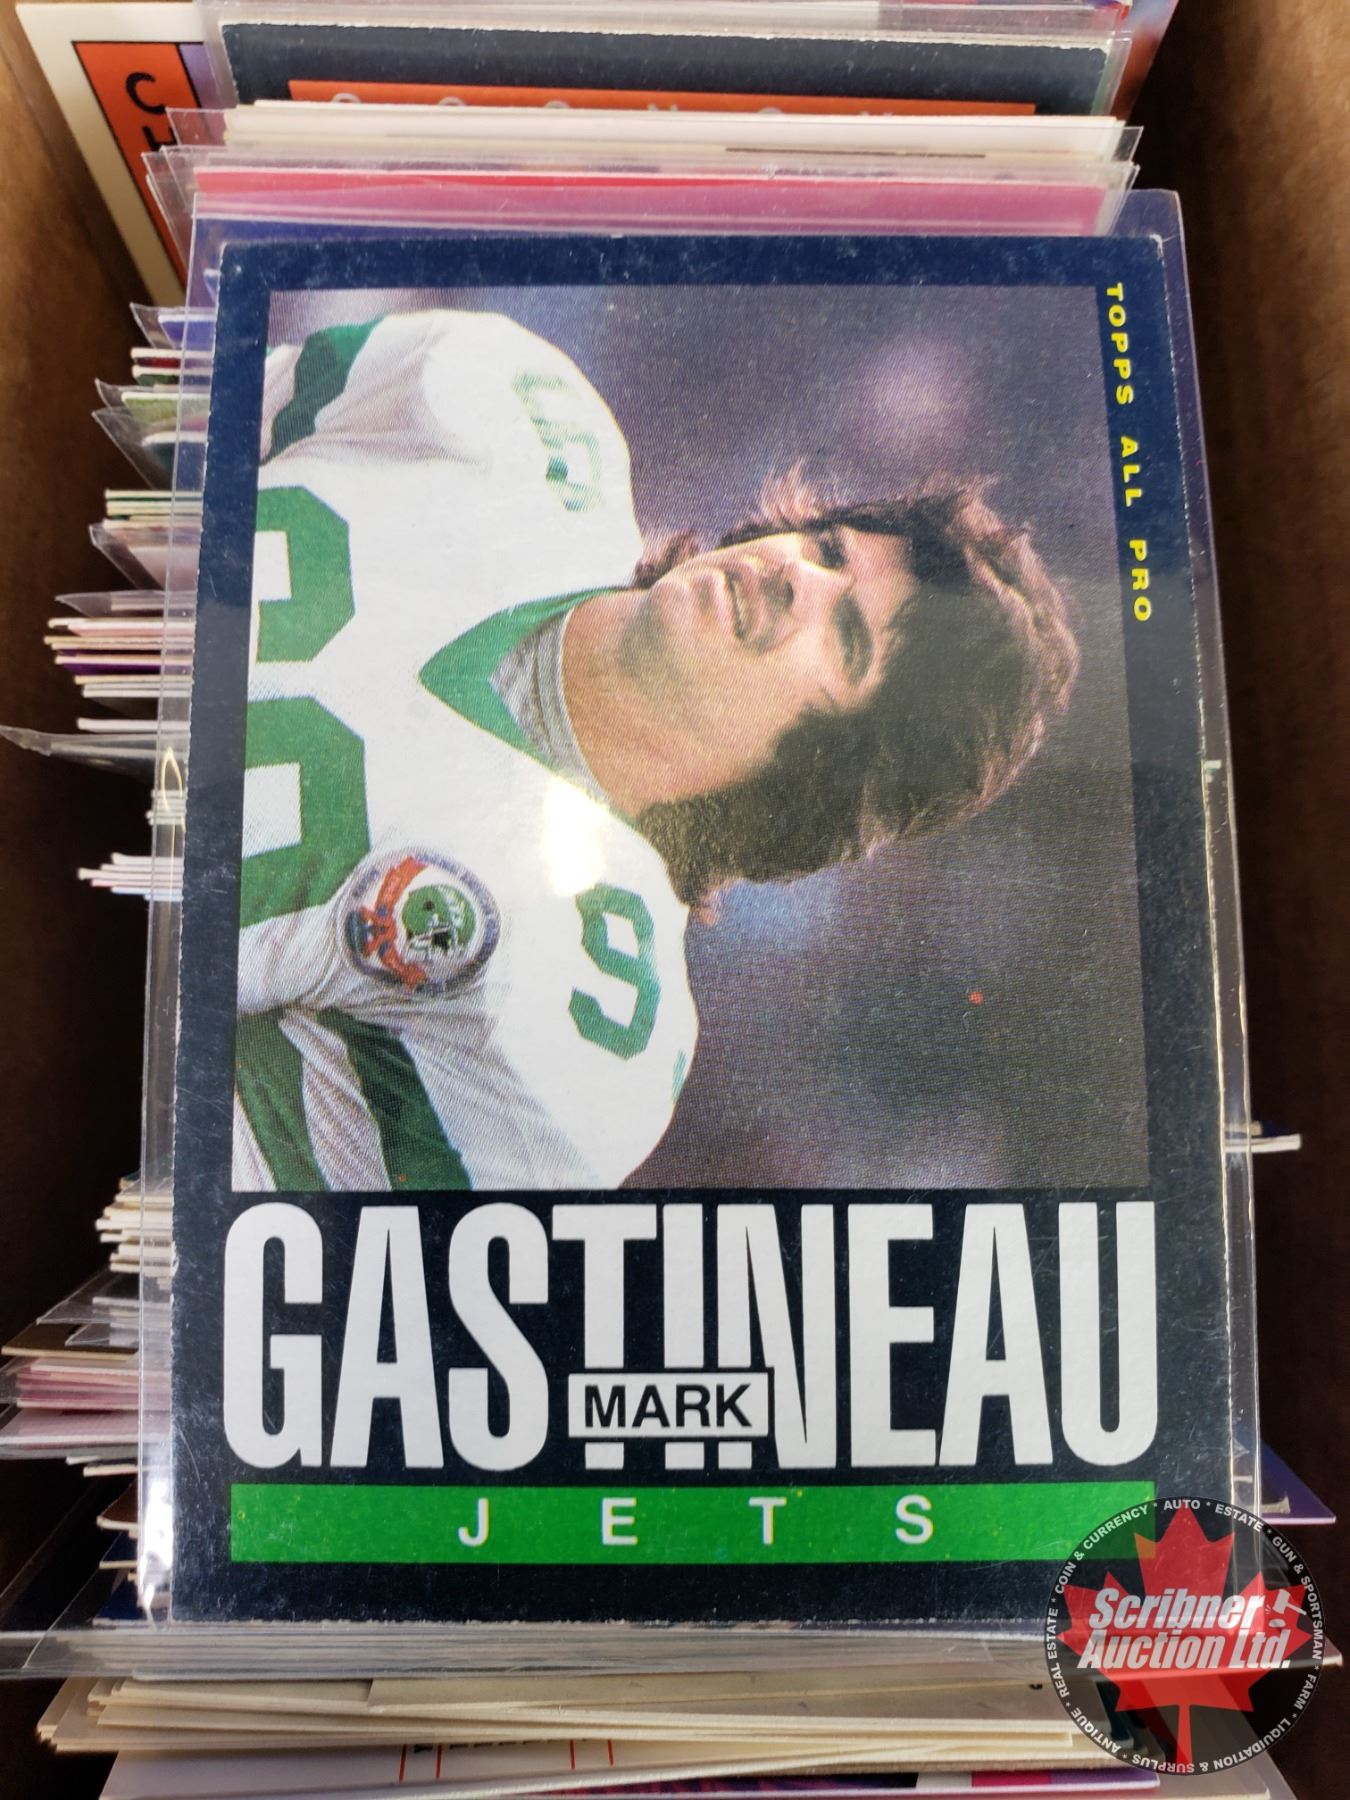 TOPPS ALL PRO
99
GASTINEAU
MARK
JETS
COIN & CURRENCY * AUTO * ESTATE * GUN & SPORTSMAN * FARM * LIQUIDATION & SURPLUS * ANTIQUE * REAL ESTATE *
Scribner
Auction Ltd.